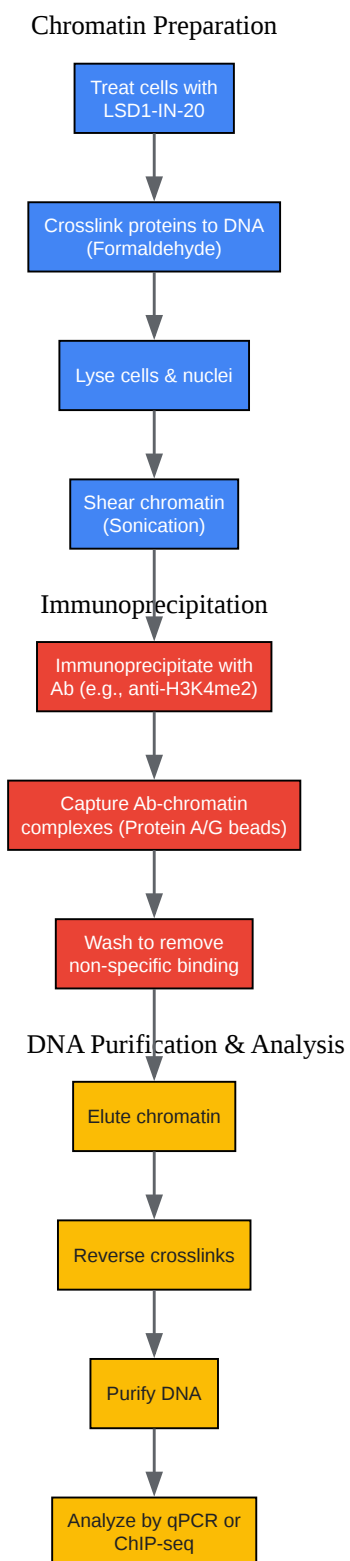 Chromatin Preparation
Treat cells with
LSD1-IN-20
Crosslink proteins to DNA
(Formaldehyde)
Lyse cells & nuclei
Shear chromatin
(Sonication)
Immunoprecipitation
Immunoprecipitate with
Ab (e.g., anti-H3K4me2)
Capture Ab-chromatin
complexes (Protein A/G beads)
Wash to remove
non-specific binding
DNA Purification & Analysis
Elute chromatin
Reverse crosslinks
Purify DNA
Analyze by qPCR or
ChIP-seq